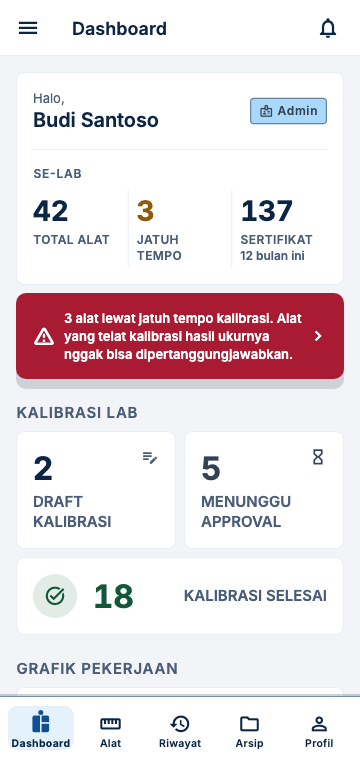 Dashboard
Halo,
Budi Santoso
Admin
SE-LAB
42
TOTAL ALAT
3
JATUH
TEMPO
137
SERTIFIKAT
12 bulan ini
3 alat lewat jatuh tempo kalibrasi. Alat
yang telat kalibrasi hasil ukurnya
nggak bisa dipertanggungjawabkan.
KALIBRASI LAB
2
DRAFT
KALIBRASI
5
MENUNGGU
APPROVAL
18
KALIBRASI SELESAI
GRAFIK PEKERJAAN
Dashboard
Alat
Riwayat
Arsip
Profil